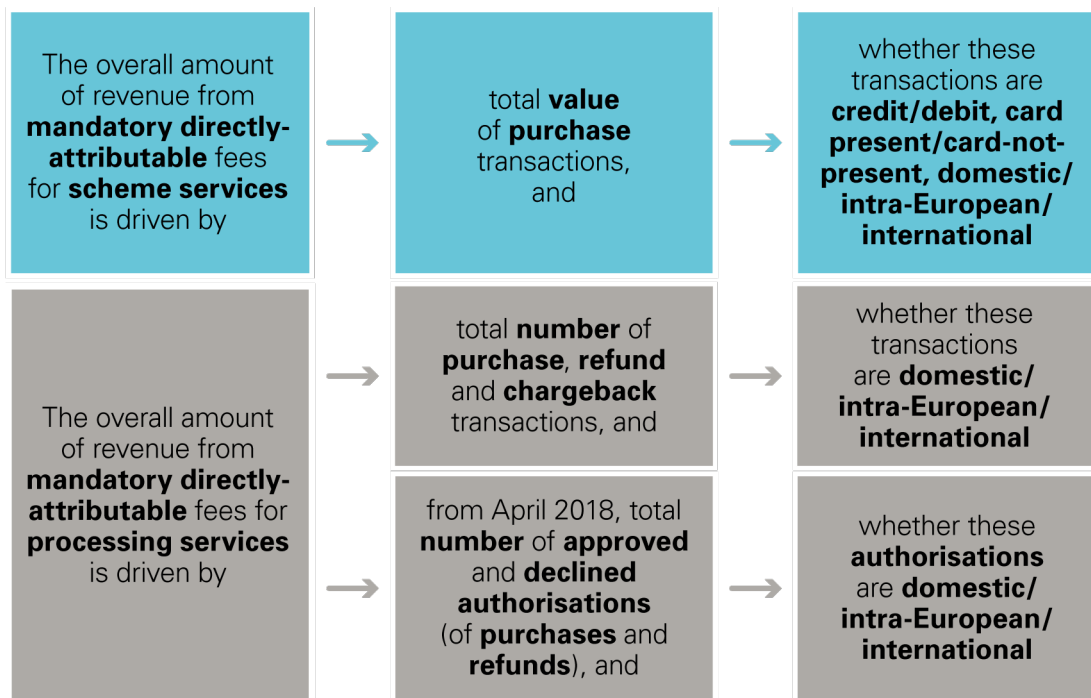 The overall amount
of revenue from
mandatory directly-
attributable fees
for scheme services
is driven by
total value
of purchase
transactions,
and
whether these
transactions are
credit/debit, card
present/card-not-
present, domestic/
intra-European/
international
The overall amount
of revenue from
mandatory directly-
attributable fees for
processing services
is driven by
total number of
purchase, refund
and chargeback
transactions, and
whether these
transactions
are domestic/
intra-European/
international
from April 2018, total
number of approved
and declined
authorisations
(of purchases and
refunds), and
whether these
authorisations
are domestic/
intra-European/
international